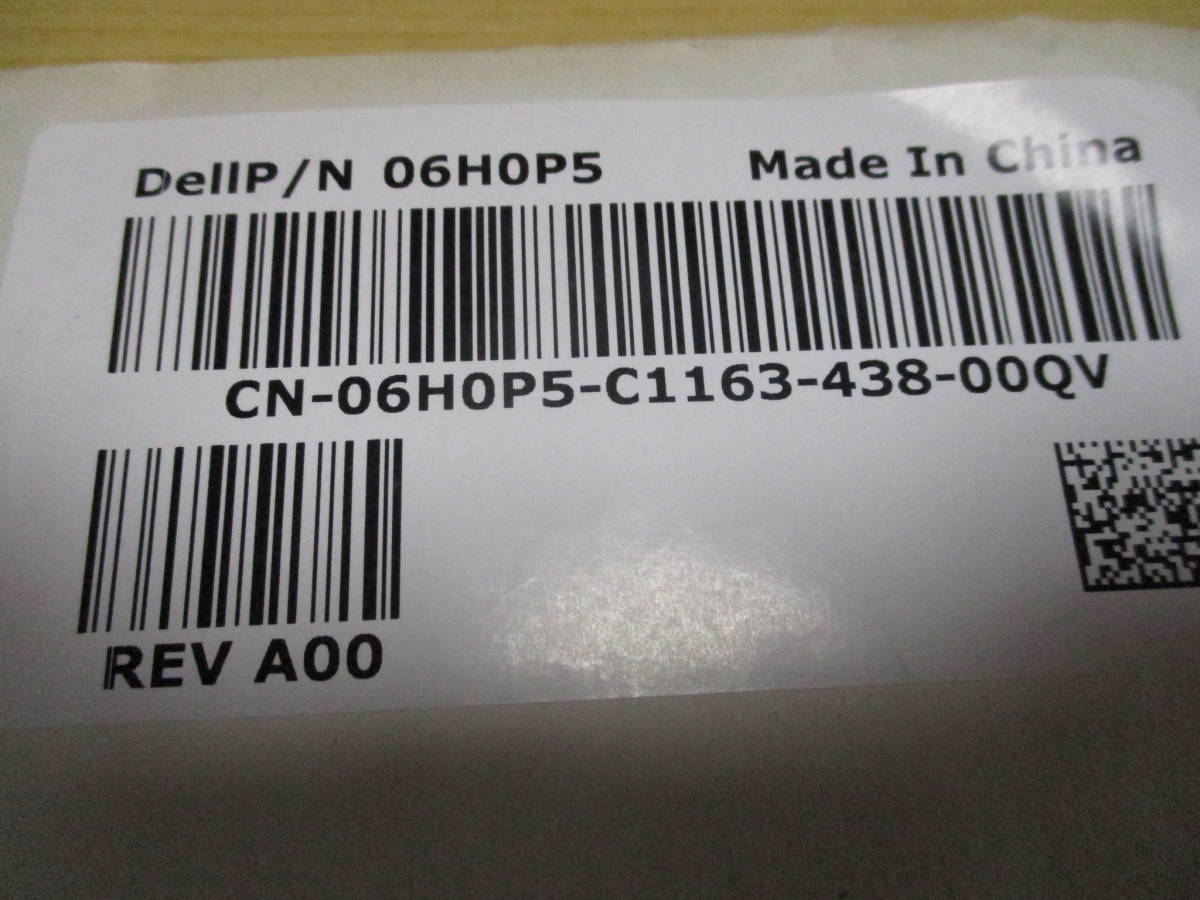 DellP/N 06H0P5 Made In China
CN-06H0P5-C1163-438-00QV
REV A00